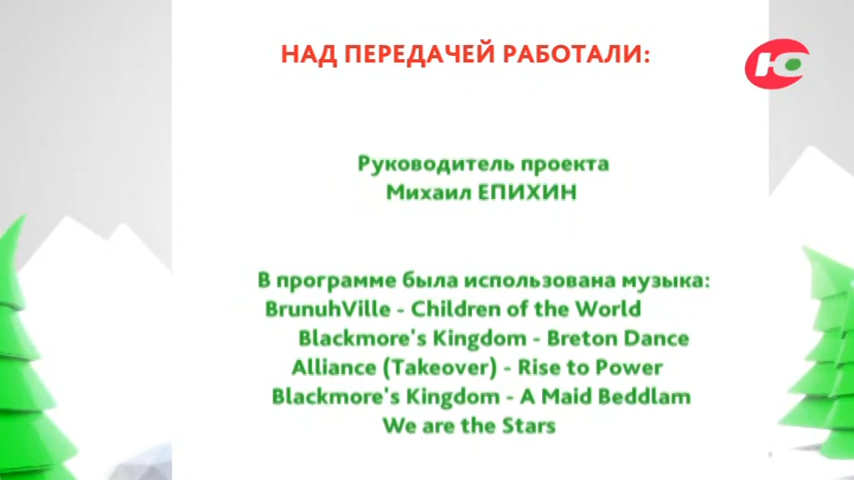 НАД ПЕРЕДАЧЕЙ РАБОТАЛИ:
Ю
Руководитель проекта
Михаил ЕПИХИН
В программе была использована музыка:
BrunuhVille - Children of the World
Blackmore's Kingdom - Breton Dance
Alliance (Takeover) - Rise to Power
Blackmore's Kingdom - A Maid Beddlam
We are the Stars